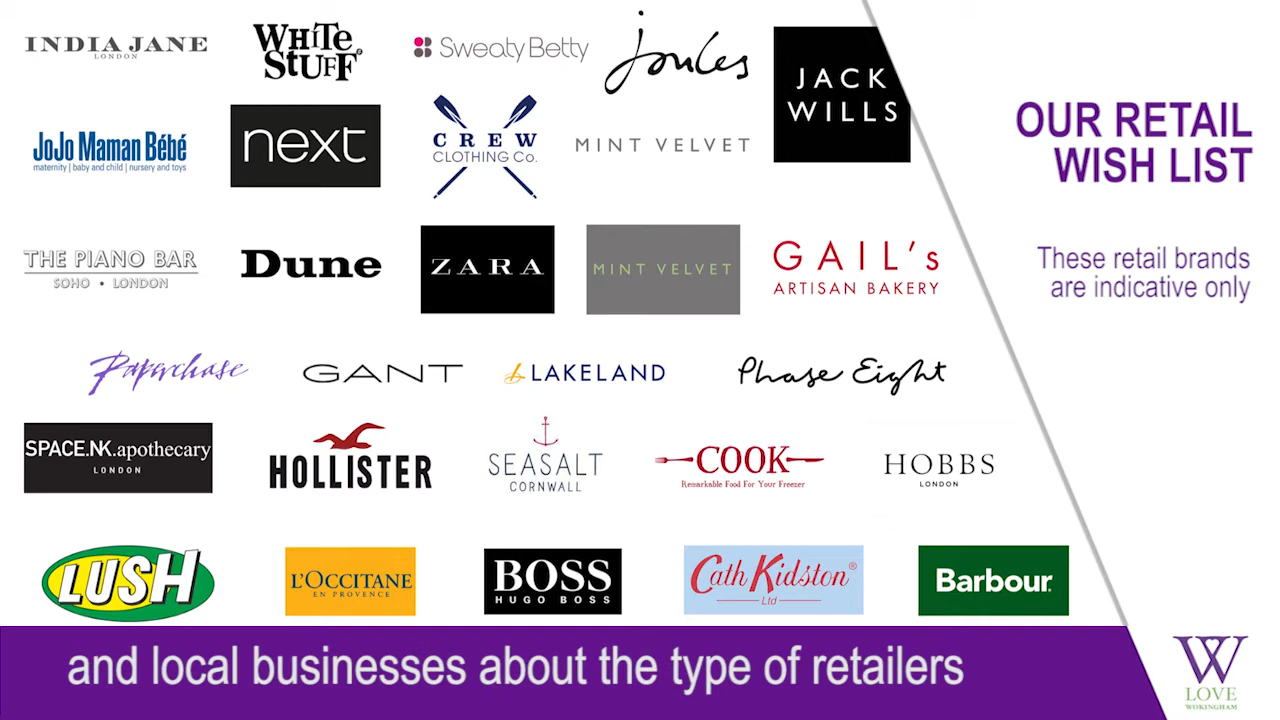 INDIA JANE
LONDON
WHITE
STUFF
Sweaty Betty
Joules
JACK
WILLS
JoJo Maman Bébé
maternity | baby and child | nursery and toys
next
CREW
CLOTHING Co.
MINT VELVET
OUR RETAIL
WISH LIST
THE PIANO BAR
SOHO • LONDON
Dune
ZARA
MINT VELVET
GAIL's
ARTISAN BAKERY
These retail brands
are indicative only
Paperchase
GANT
LAKELAND
Phase Eight
SPACE.NK.apothecary
LONDON
HOLLISTER
SEASALT
CORNWALL
COOK
Remarkable Food For Your Freezer
HOBBS
LONDON
LUSH
L'OCCITANE
EN PROVENCE
BOSS
HUGO BOSS
Cath Kidston®
Ltd
Barbour®
and local businesses about the type of retailers
W
LOVE
WOKINGHAM